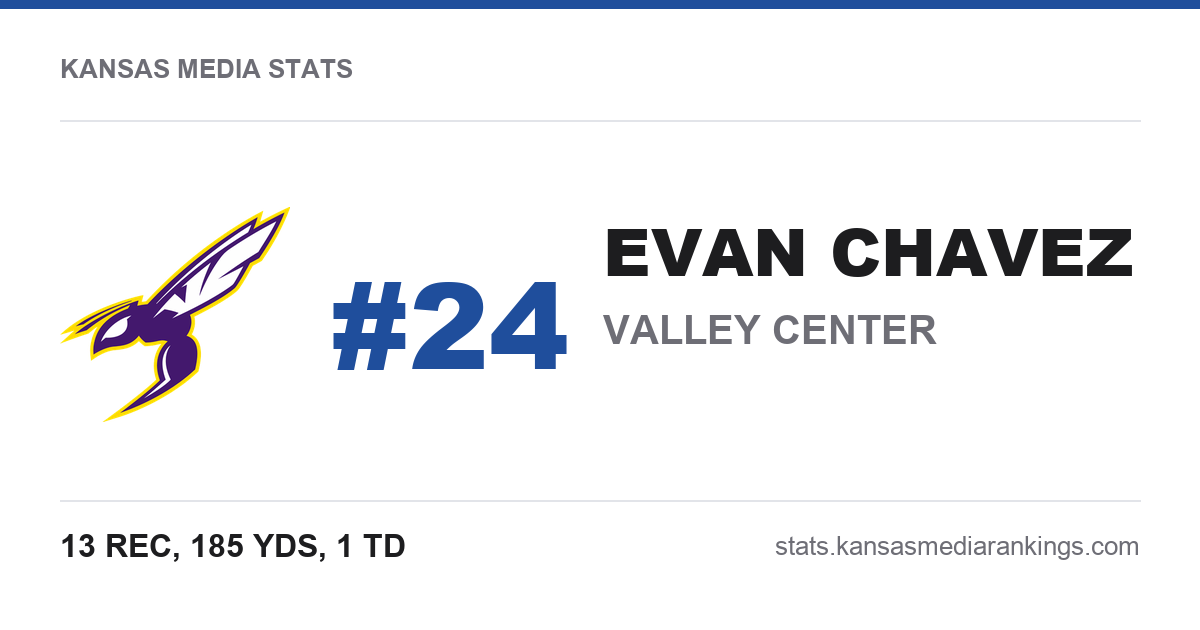 KANSAS MEDIA STATS
#24
EVAN CHAVEZ
VALLEY CENTER
13 REC, 185 YDS, 1 TD
stats.kansasmediarankings.com